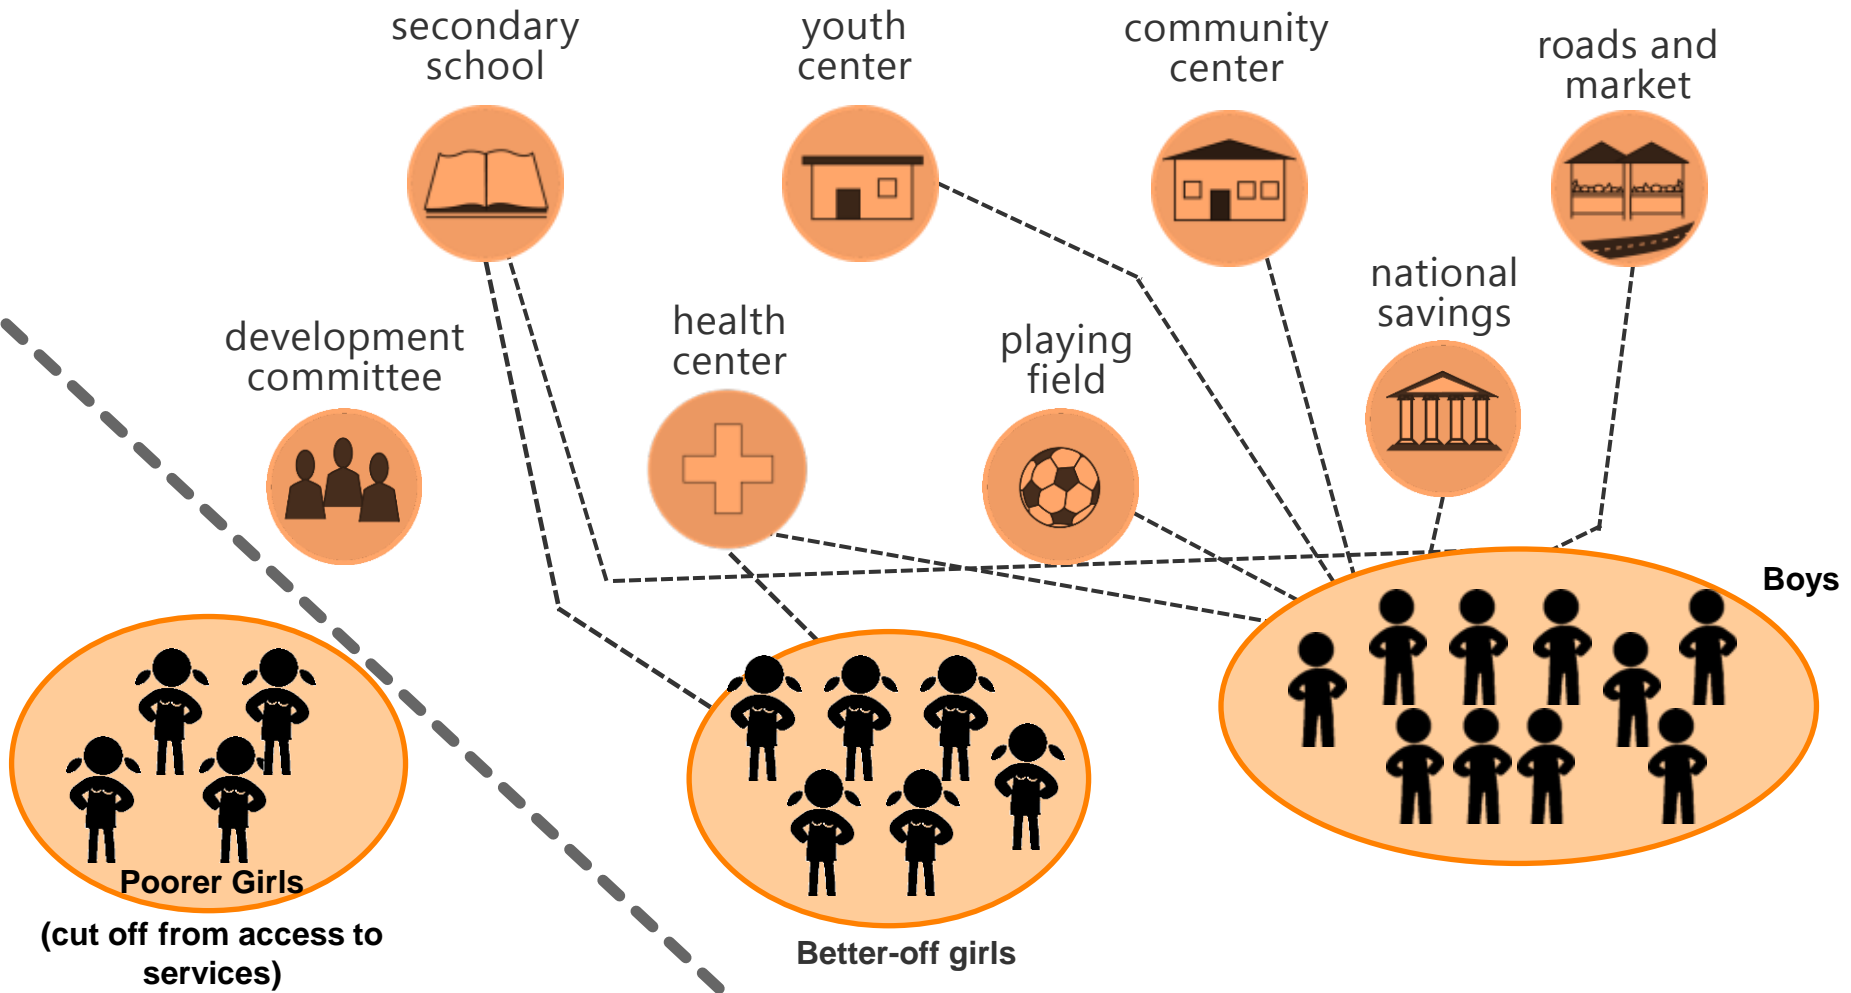 secondary
school
youth
center
community
center
roads and
market
national
savings
development
committee
health
center
playing
field
Boys
Poorer Girls
(cut off from access to
services)
Better-off girls